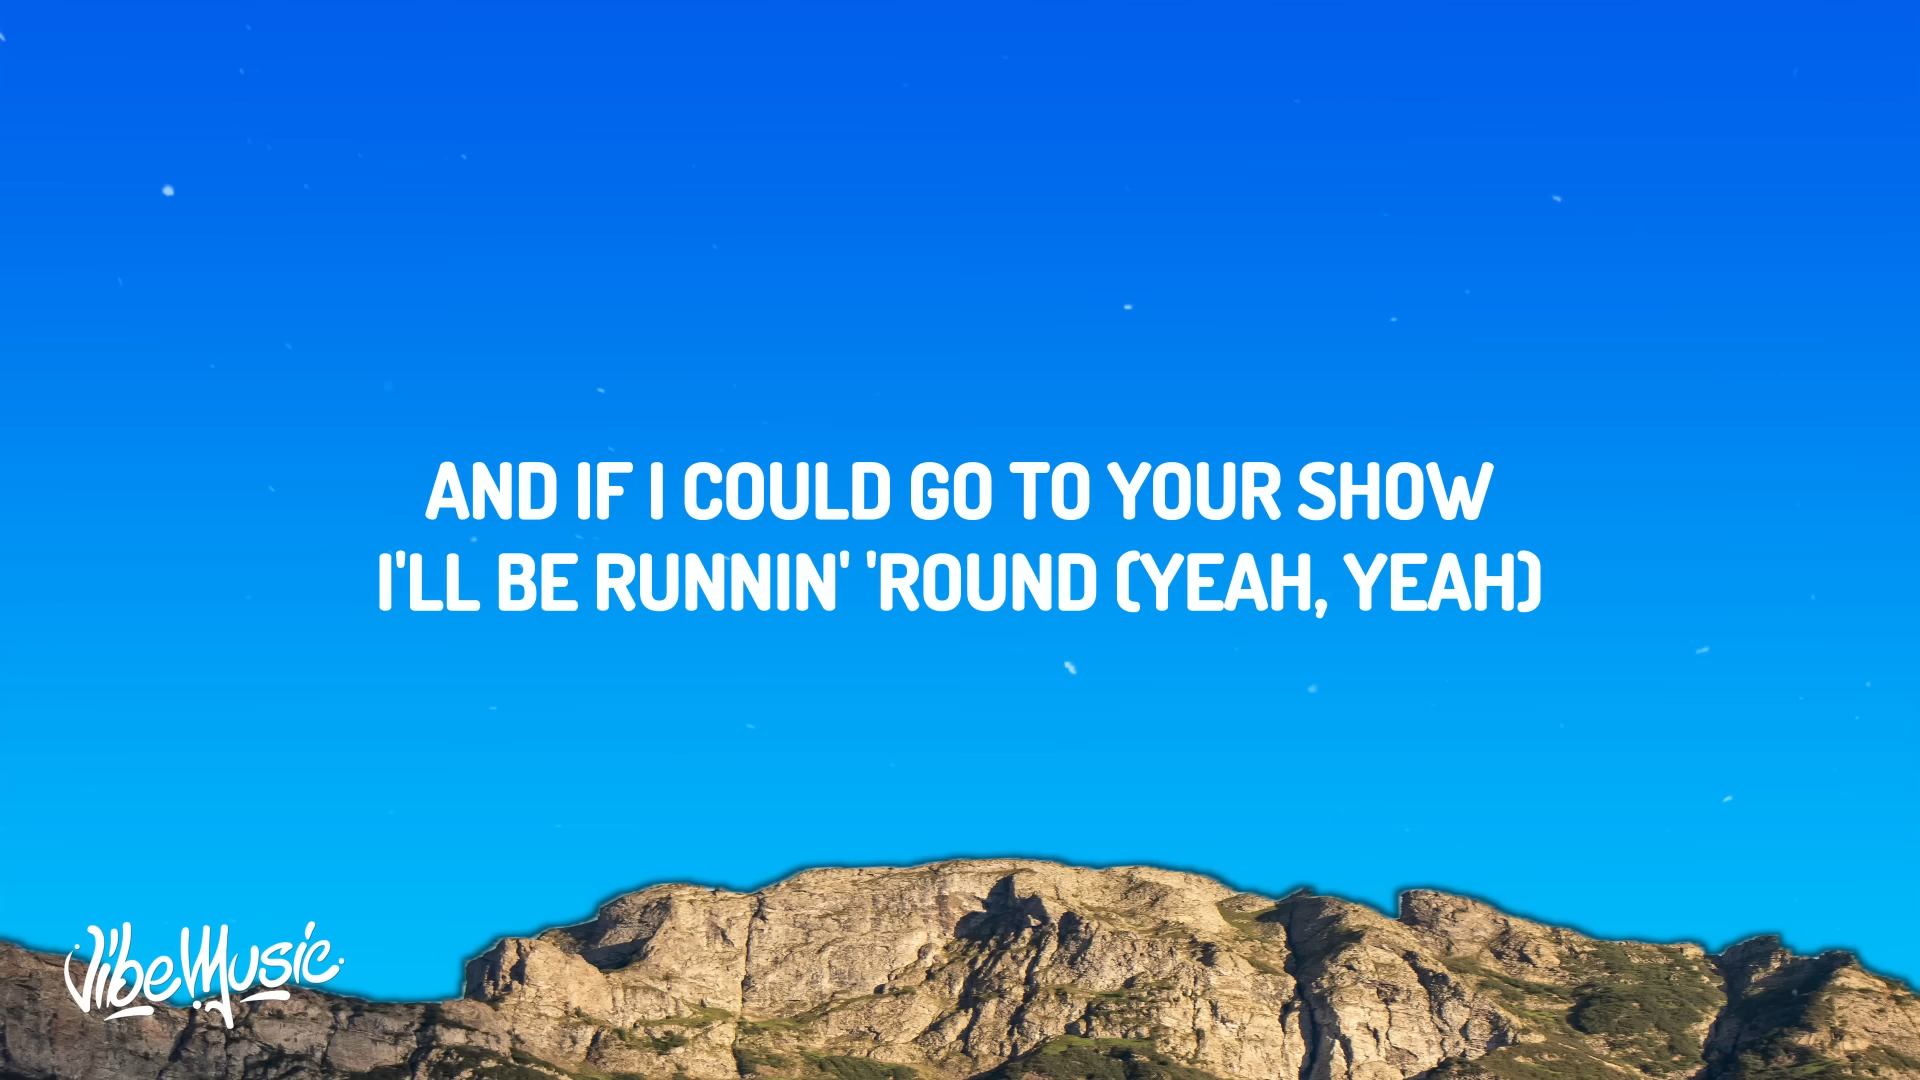 AND IF I COULD GO TO YOUR SHOW
I'LL BE RUNNIN' 'ROUND (YEAH, YEAH)
VibeMusic